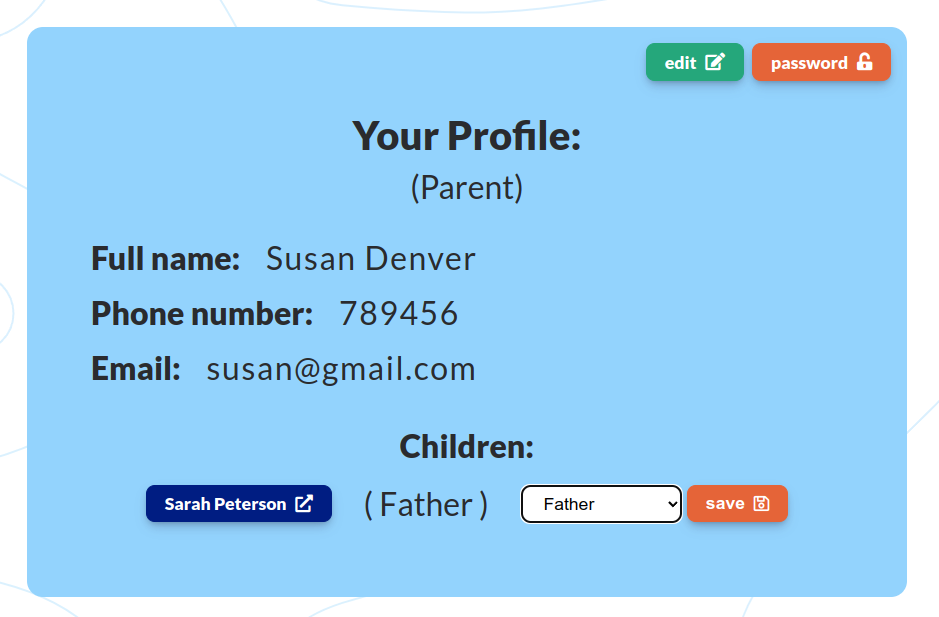 edit password
Your Profile:
(Parent)
Full name: Susan Denver
Phone number: 789456
Email: susan@gmail.com
Children:
Sarah Peterson ( Father ) Father save